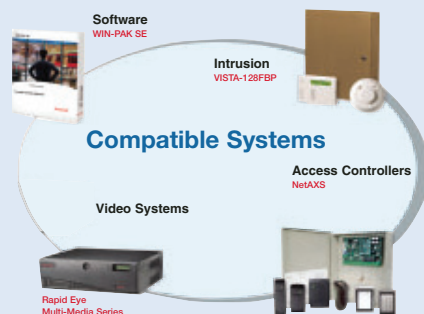 Software
WIN-PAK SE
Intrusion
VISTA-128FBP
Compatible Systems
Access Controllers
NetAXS
Video Systems
Rapid Eye
Multi-Media Series